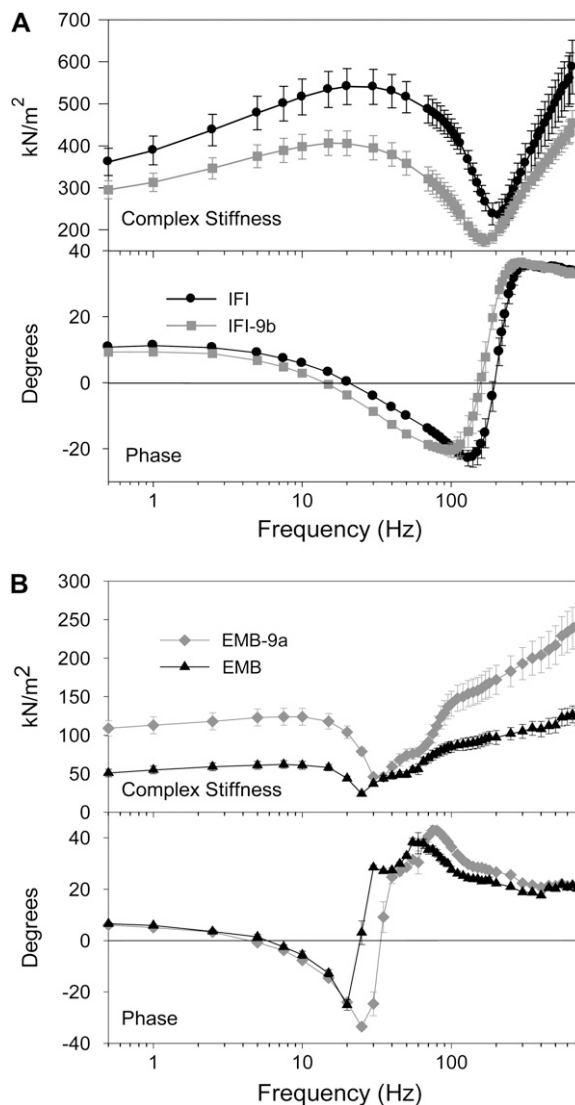 A
700
600
500
400
300
200
kN/m²
Complex Stiffness
40
20
0
-20
Degrees
IFI
IFI-9b
Phase
1
10
100
Frequency (Hz)
B
300
250
200
150
100
50
0
kN/m²
EMB-9a
EMB
Complex Stiffness
40
20
0
-20
-40
Degrees
Phase
1
10
100
Frequency (Hz)